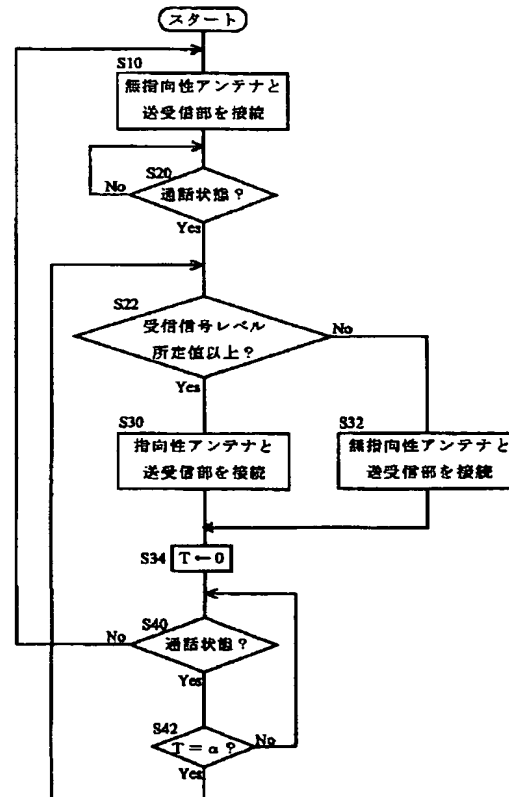 スタート
S10
無指向性アンテナと
送受信部を接続
S20
通話状態?
No
Yes
S22
受信信号レベル
所定値以上?
No
Yes
S30
指向性アンテナと
送受信部を接続
S32
無指向性アンテナと
送受信部を接続
S34
T←0
S40
通話状態?
No
Yes
S42
T=α?
No
Yes